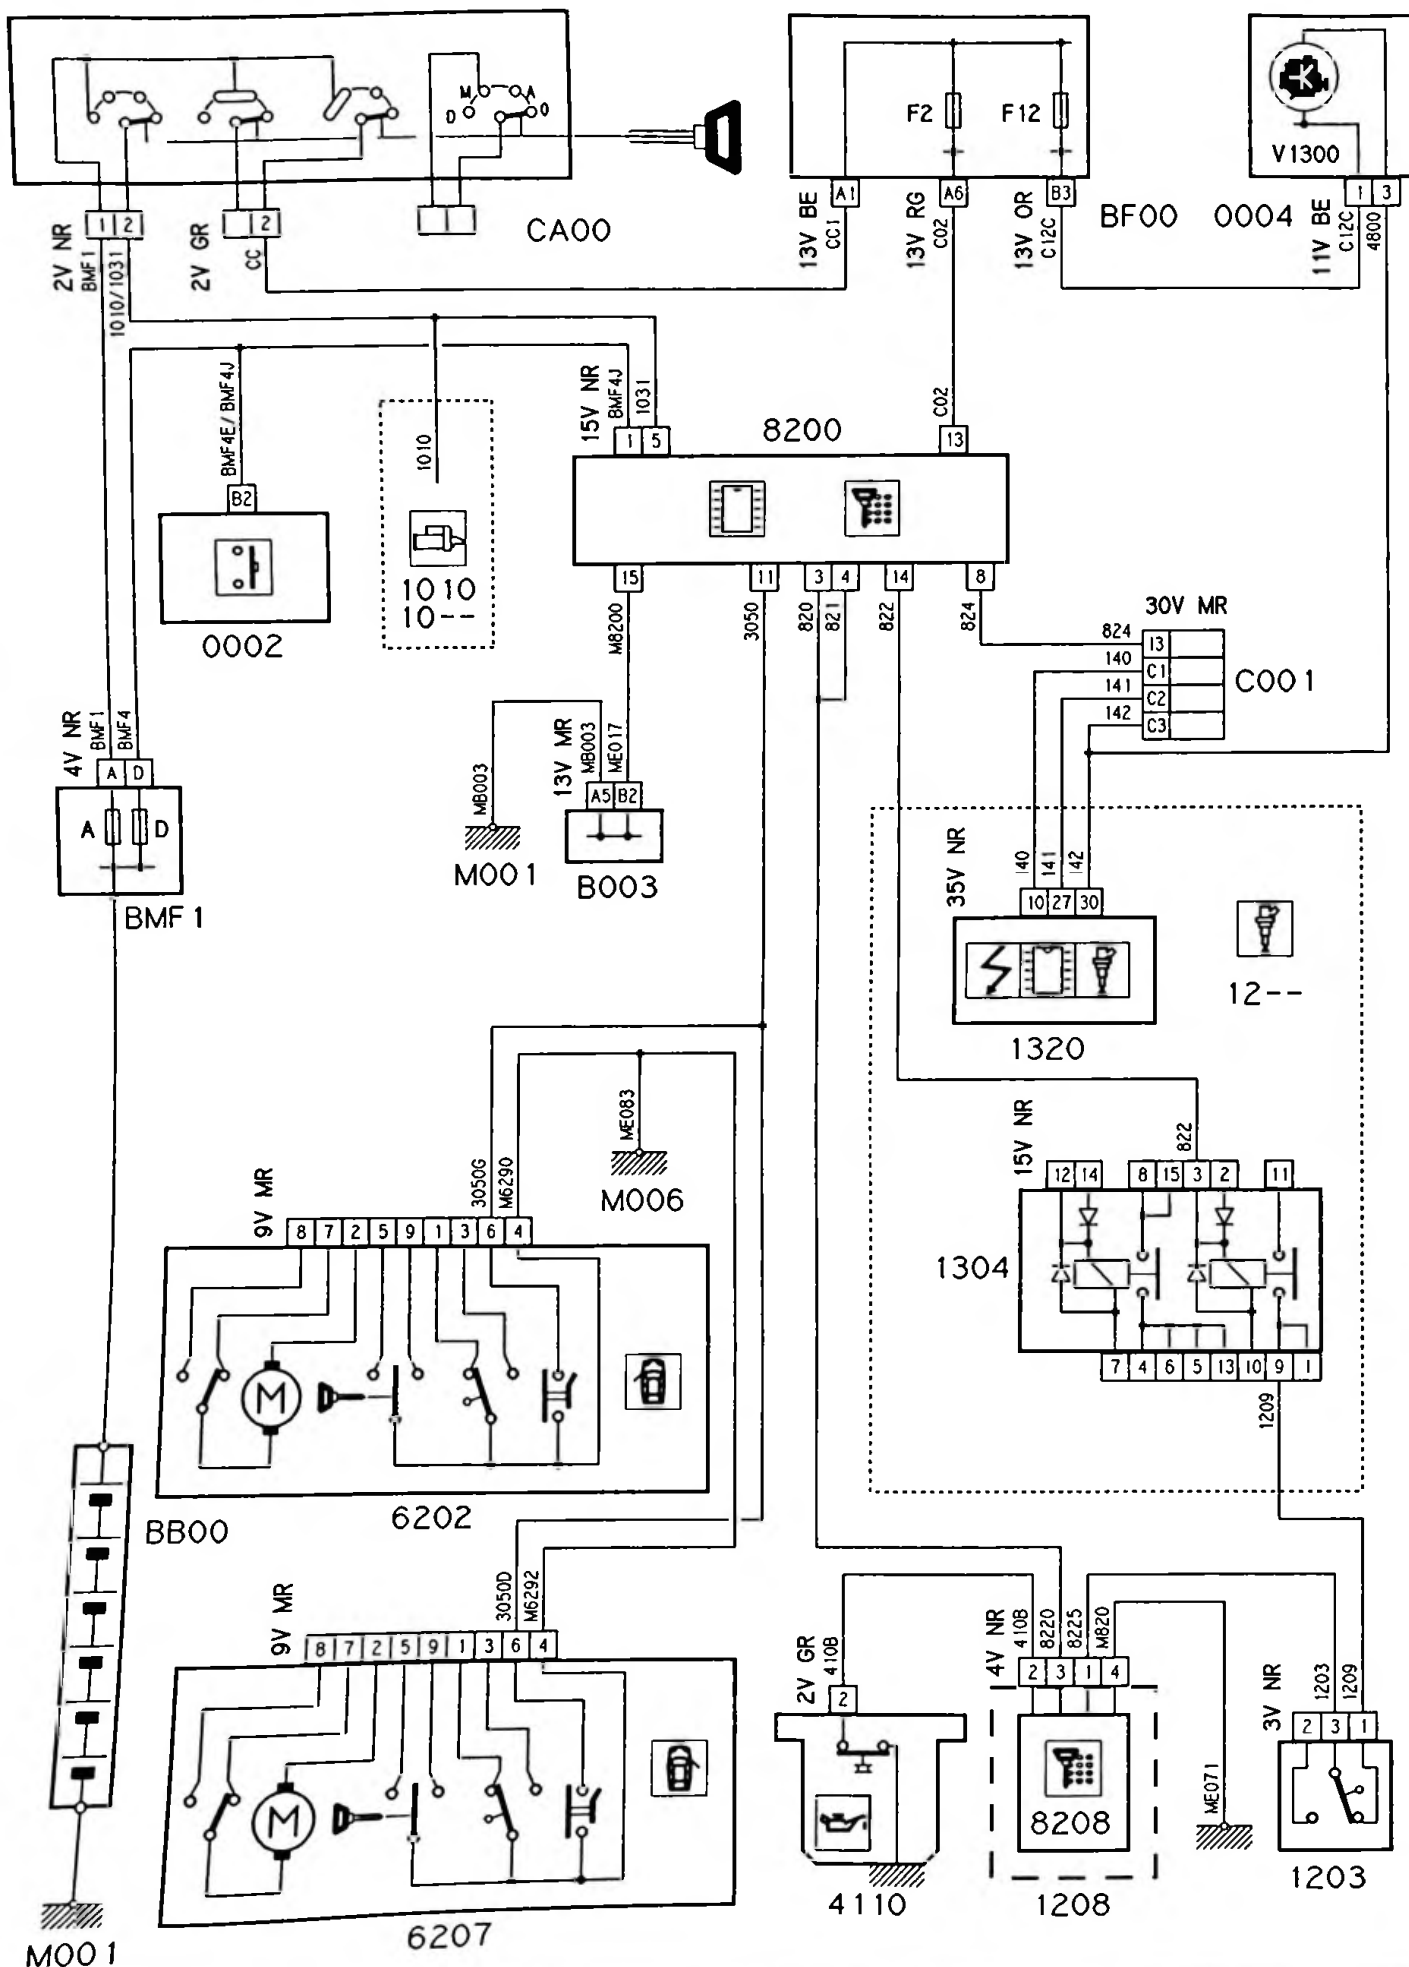 M A
D O
F2 F12
V1300
1 2 2 A1 A6 B3 1 3
CA00 BF00 0004
2V NR BMF1 1010/1031 2V GR CC 13V BE CC1 13V RG C02 13V OR C12C 11V BE C12C 4800
BMF4E/BMF4J 1010 15V NR BMF4J 1031 C02
1 5 8200 13
B2
1010
10--
0002
15 11 3 4 14 8
M8200 3050 820 821 822 824
30V MR
824 13
140 C1
141 C2
142 C3
C001
4V NR BMF1 BMF4
A D
A D
BMF1
MB003 13V MR MB003 ME017
A5 B2
M001 B003
35V NR 140 141 142
10 27 30
1320
12--
ME083
M006
9V MR 3050G M6290
8 7 2 5 9 1 3 6 4
M
6202
15V NR 822
12 14 8 15 3 2 11
1304
7 4 6 5 13 10 9 1
1209
BB00
9V MR 3050D M6292
8 7 2 5 9 1 3 6 4
M
6207
2V GR 410B
2
4110
4V NR 410B 8220 8225 M820
2 3 1 4
8208
1208
ME071
3V NR 1203 1209
2 3 1
1203
M001